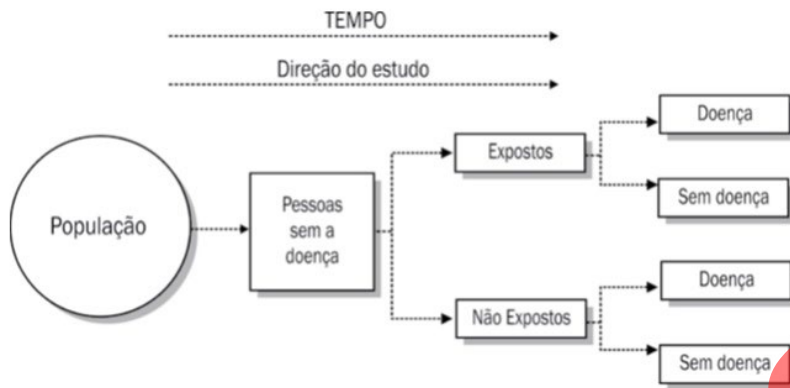 TEMPO
Direção do estudo
População
Pessoas
sem a
doença
Expostos
Não Expostos
Doença
Sem doença
Doença
Sem doença